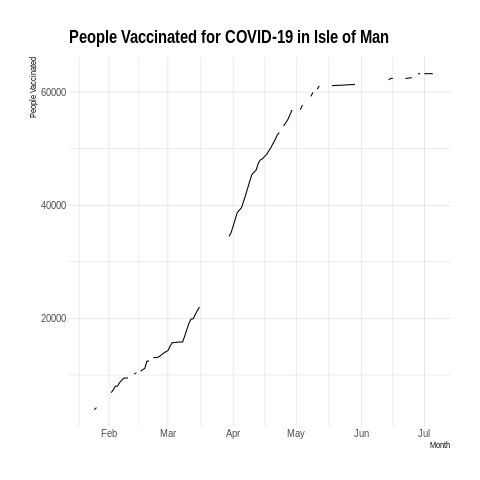 People Vaccinated for COVID-19 in Isle of Man
People Vaccinated
60000
40000
20000
Feb Mar Apr May Jun Jul
Month